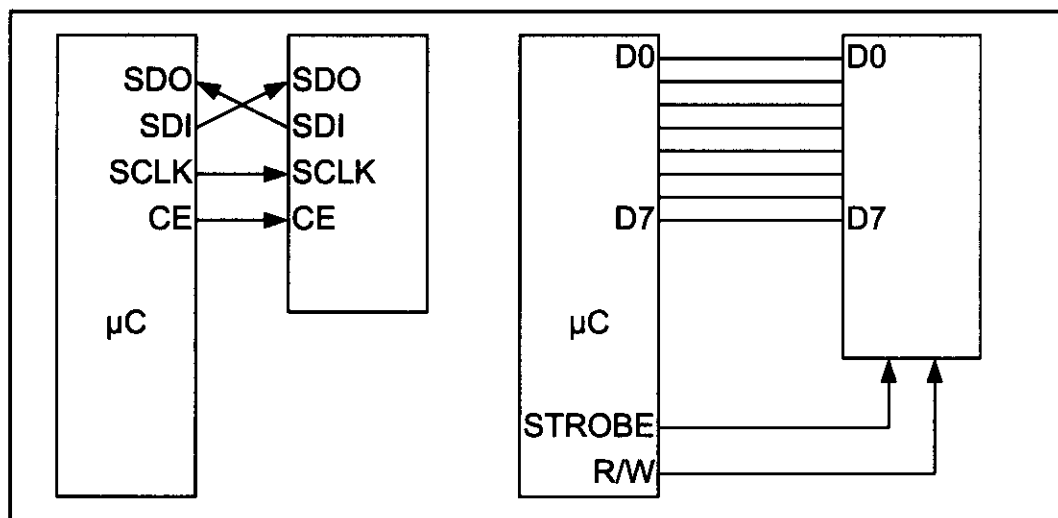 SDO
SDI
SCLK
CE
µC
SDO
SDI
SCLK
CE
D0
D7
µC
STROBE
R/W
D0
D7